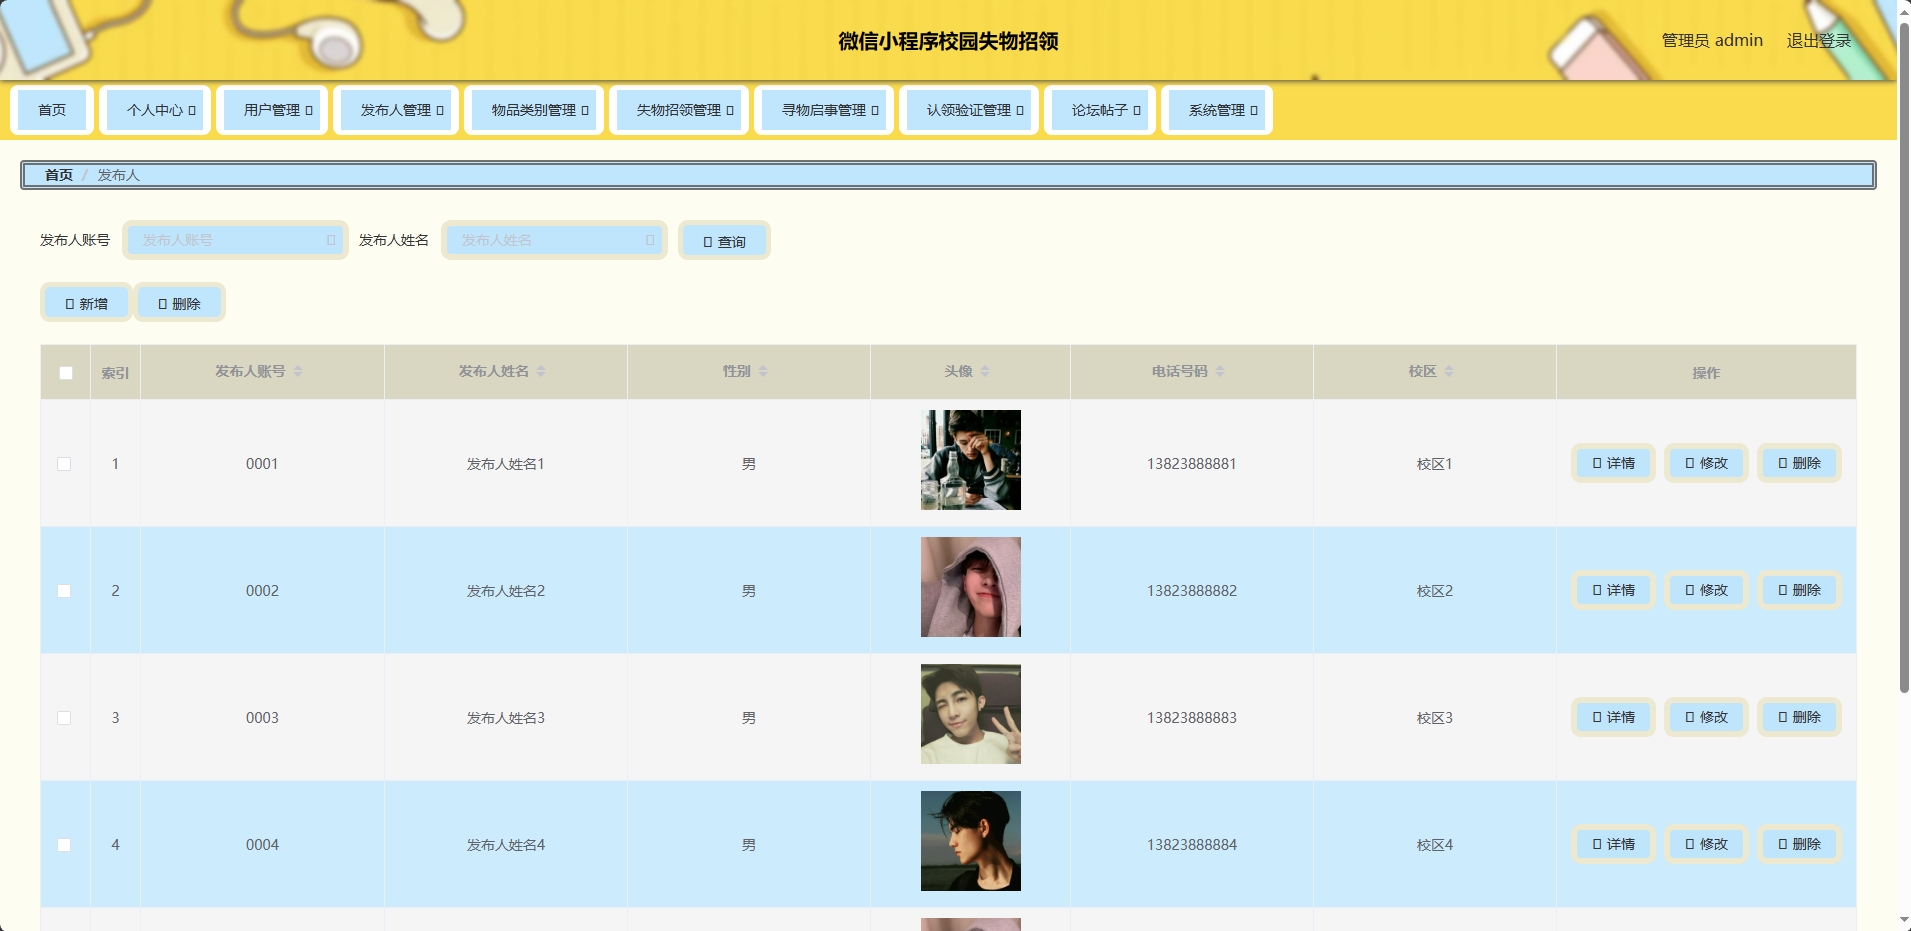 微信小程序校园失物招领
管理员 admin 退出登录
首页 个人中心 用户管理 发布人管理 物品类别管理 失物招领管理 寻物启事管理 认领验证管理 论坛帖子 系统管理
首页 / 发布人
发布人账号 发布人账号 发布人姓名 发布人姓名 查询
新增 删除
索引 发布人账号 发布人姓名 性别 头像 电话号码 校区 操作
1 0001 发布人姓名1 男 13823888881 校区1 详情 修改 删除
2 0002 发布人姓名2 男 13823888882 校区2 详情 修改 删除
3 0003 发布人姓名3 男 13823888883 校区3 详情 修改 删除
4 0004 发布人姓名4 男 13823888884 校区4 详情 修改 删除